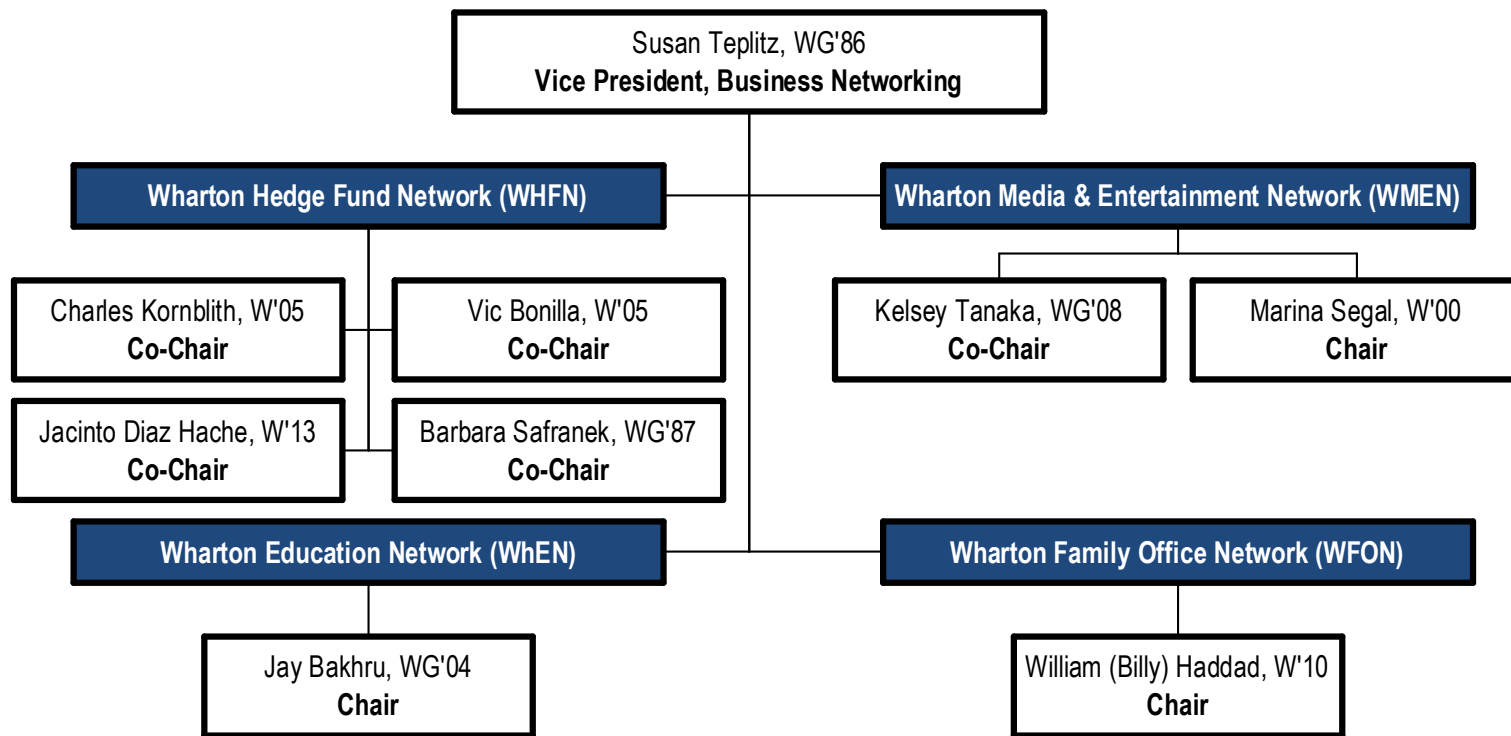 Susan Teplitz, WG'86
Vice President, Business Networking
Wharton Hedge Fund Network (WHFN)
Wharton Media & Entertainment Network (WMEN)
Charles Kornblith, W'05
Co-Chair
Vic Bonilla, W'05
Co-Chair
Kelsey Tanaka, WG'08
Co-Chair
Marina Segal, W'00
Chair
Jacinto Diaz Hache, W'13
Co-Chair
Barbara Safranek, WG'87
Co-Chair
Wharton Education Network (WhEN)
Wharton Family Office Network (WFON)
Jay Bakhru, WG'04
Chair
William (Billy) Haddad, W'10
Chair